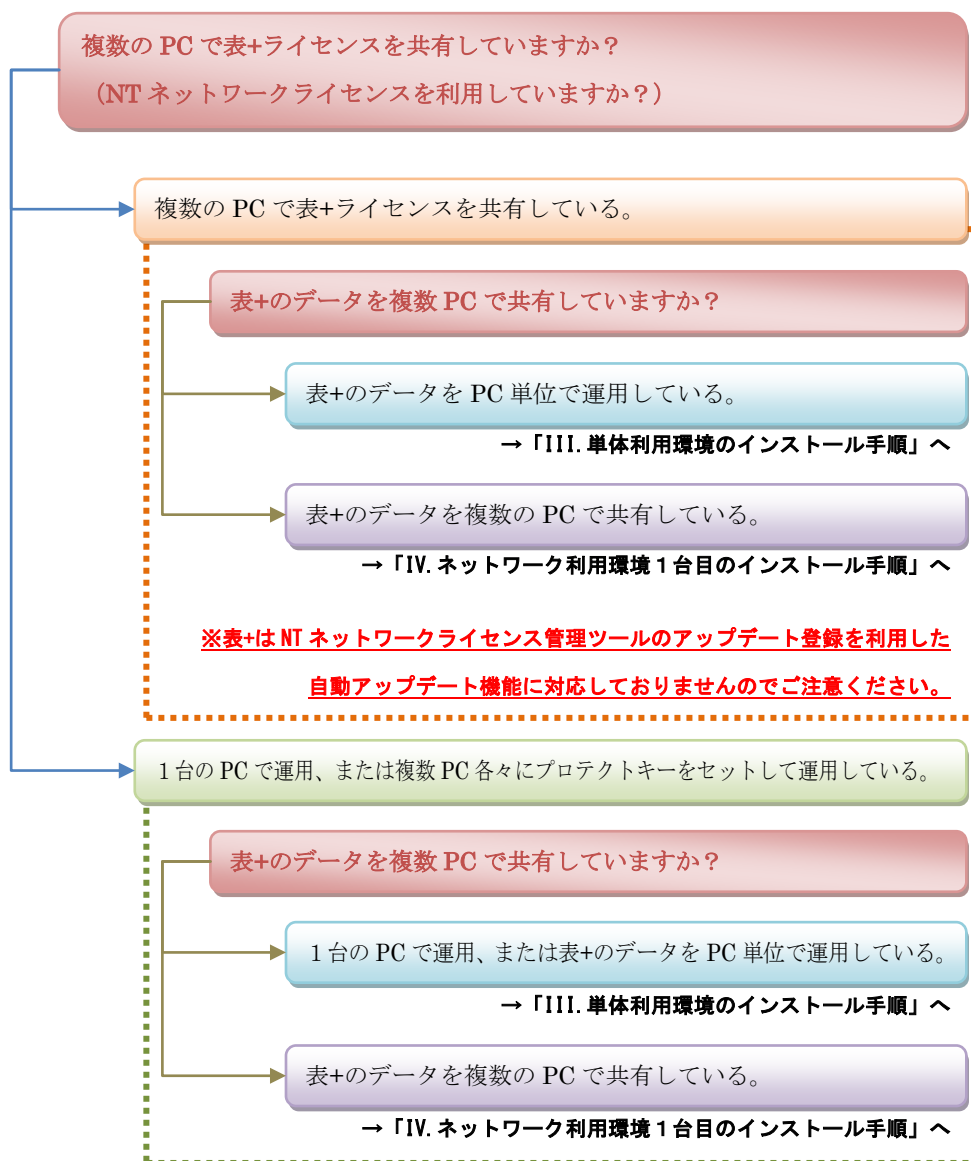 複数の PC で表+ライセンスを共有していますか？
（NT ネットワークライセンスを利用していますか？）
複数の PC で表+ライセンスを共有している。
表+のデータを複数 PC で共有していますか？
表+のデータを PC 単位で運用している。
→「III.単体利用環境のインストール手順」へ
表+のデータを複数の PC で共有している。
→「IV.ネットワーク利用環境１台目のインストール手順」へ
※表+は NT ネットワークライセンス管理ツールのアップデート登録を利用した
自動アップデート機能に対応しておりませんのでご注意ください。
１台の PC で運用、または複数 PC 各々にプロテクトキーをセットして運用している。
表+のデータを複数 PC で共有していますか？
１台の PC で運用、または表+のデータを PC 単位で運用している。
→「III.単体利用環境のインストール手順」へ
表+のデータを複数の PC で共有している。
→「IV.ネットワーク利用環境１台目のインストール手順」へ